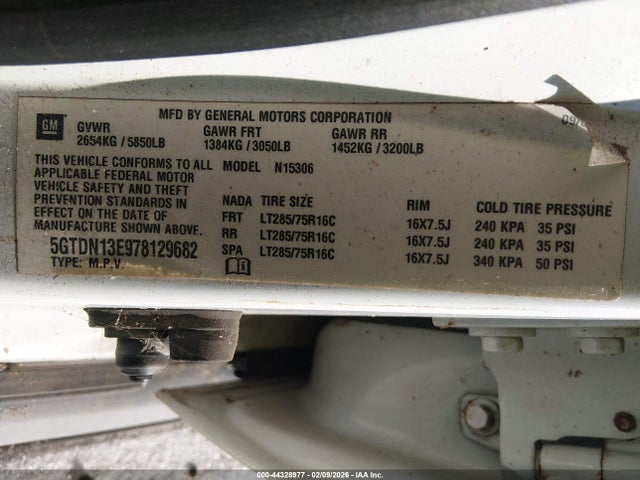 MFD BY GENERAL MOTORS CORPORATION
GM
GVWR GAWR FRT GAWR RR
2654KG / 5850LB 1384KG / 3050LB 1452KG / 3200LB
THIS VEHICLE CONFORMS TO ALL
APPLICABLE FEDERAL MOTOR
VEHICLE SAFETY AND THEFT
PREVENTION STANDARDS IN
EFFECT ON THE DATE OF
MANUFACTURE SHOWN ABOVE.
5GTDN13E978129682
TYPE: M.P.V.
MODEL N15306
NADA TIRE SIZE RIM COLD TIRE PRESSURE
FRT LT285/75R16C 16X7.5J 240 KPA 35 PSI
RR LT285/75R16C 16X7.5J 240 KPA 35 PSI
SPA LT285/75R16C 16X7.5J 340 KPA 50 PSI
000-44328977 - 02/09/2026 - IAA Inc.